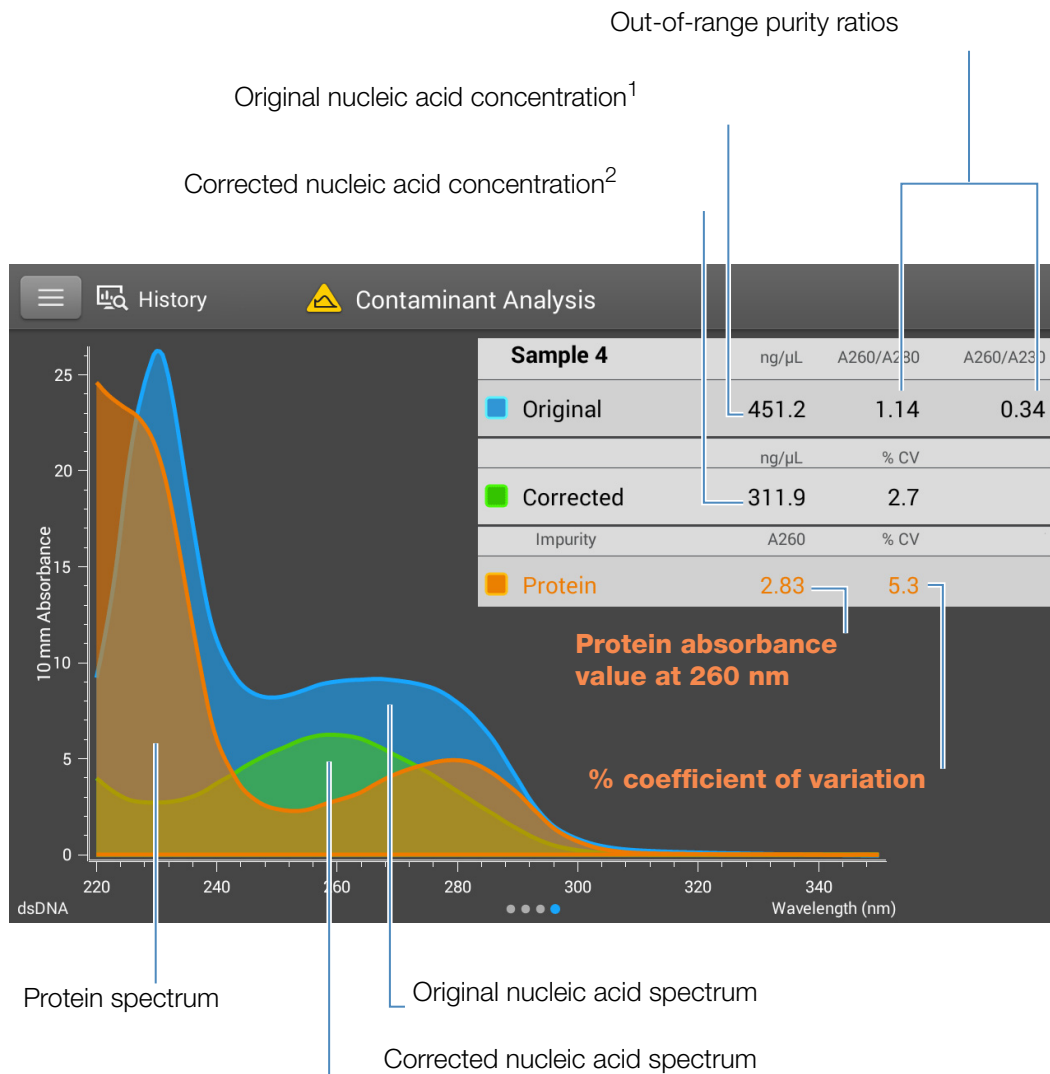 Out-of-range purity ratios
Original nucleic acid concentration1
Corrected nucleic acid concentration2
History
Contaminant Analysis
Sample 4 ng/µL A260/A280 A260/A230
Original 451.2 1.14 0.34
ng/µL % CV
Corrected 311.9 2.7
Impurity A260 % CV
Protein 2.83 5.3
Protein absorbance
value at 260 nm
% coefficient of variation
10 mm Absorbance
25
20
15
10
5
0
220 240 260 280 300 320 340
dsDNA
Wavelength (nm)
Protein spectrum
Original nucleic acid spectrum
Corrected nucleic acid spectrum